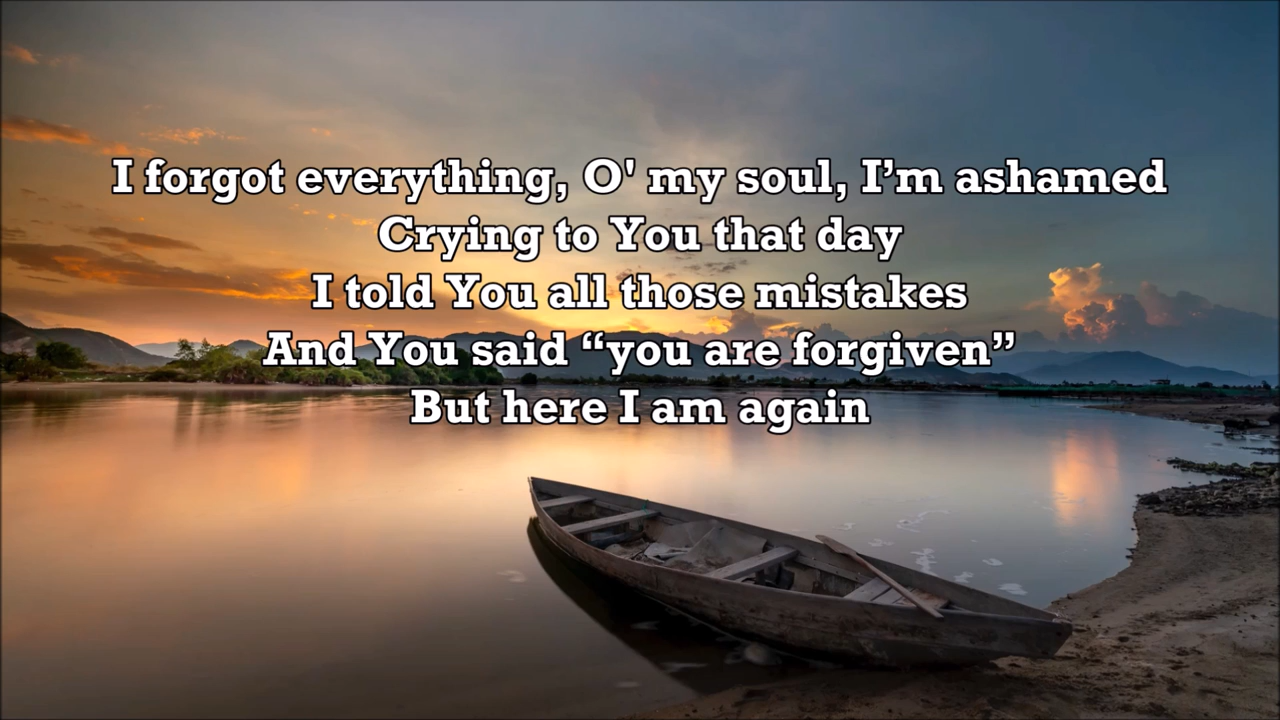 I forgot everything, O' my soul, I’m ashamed
Crying to You that day
I told You all those mistakes
And You said “you are forgiven”
But here I am again